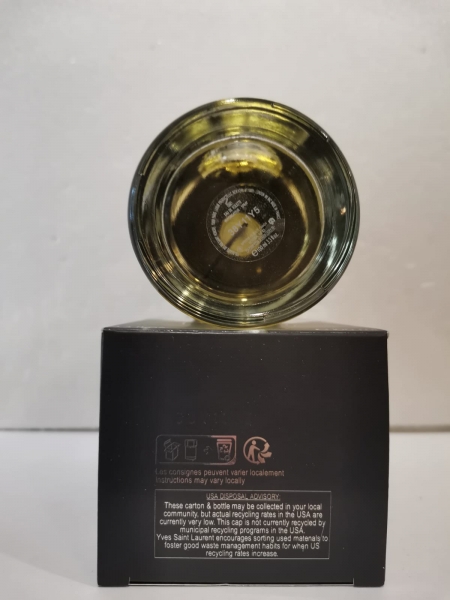 Y5
Les consignes peuvent varier localement
Instructions may vary locally
USA DISPOSAL ADVISORY:
These carton & bottle may be collected in your local
community, but actual recycling rates in the USA are
currently very low. This cap is not currently recycled by
municipal recycling programs in the USA.
Yves Saint Laurent encourages sorting used materials to
foster good waste management habits for when US
recycling rates increase.